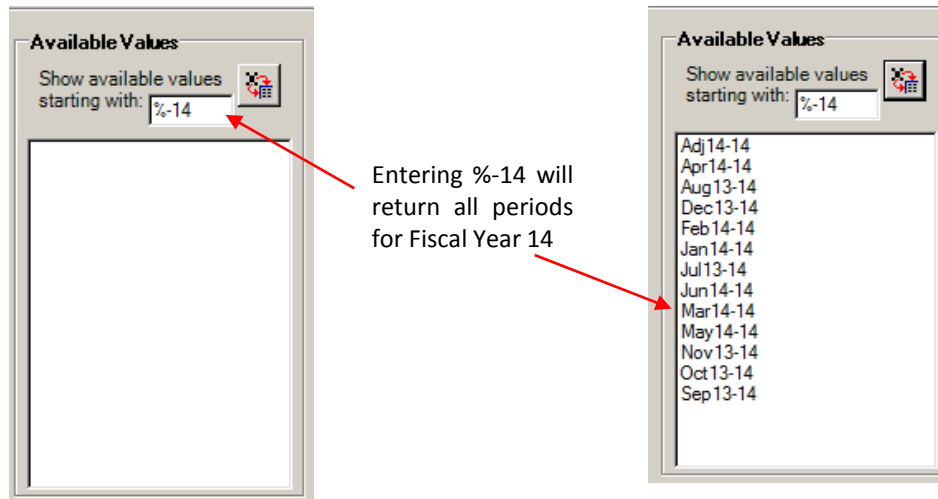 Available Values
Show available values
starting with: %-14
Entering %-14 will
return all periods
for Fiscal Year 14
Available Values
Show available values
starting with: %-14
Adj14-14
Apr14-14
Aug13-14
Dec13-14
Feb14-14
Jan14-14
Jul13-14
Jun14-14
Mar14-14
May14-14
Nov13-14
Oct13-14
Sep13-14